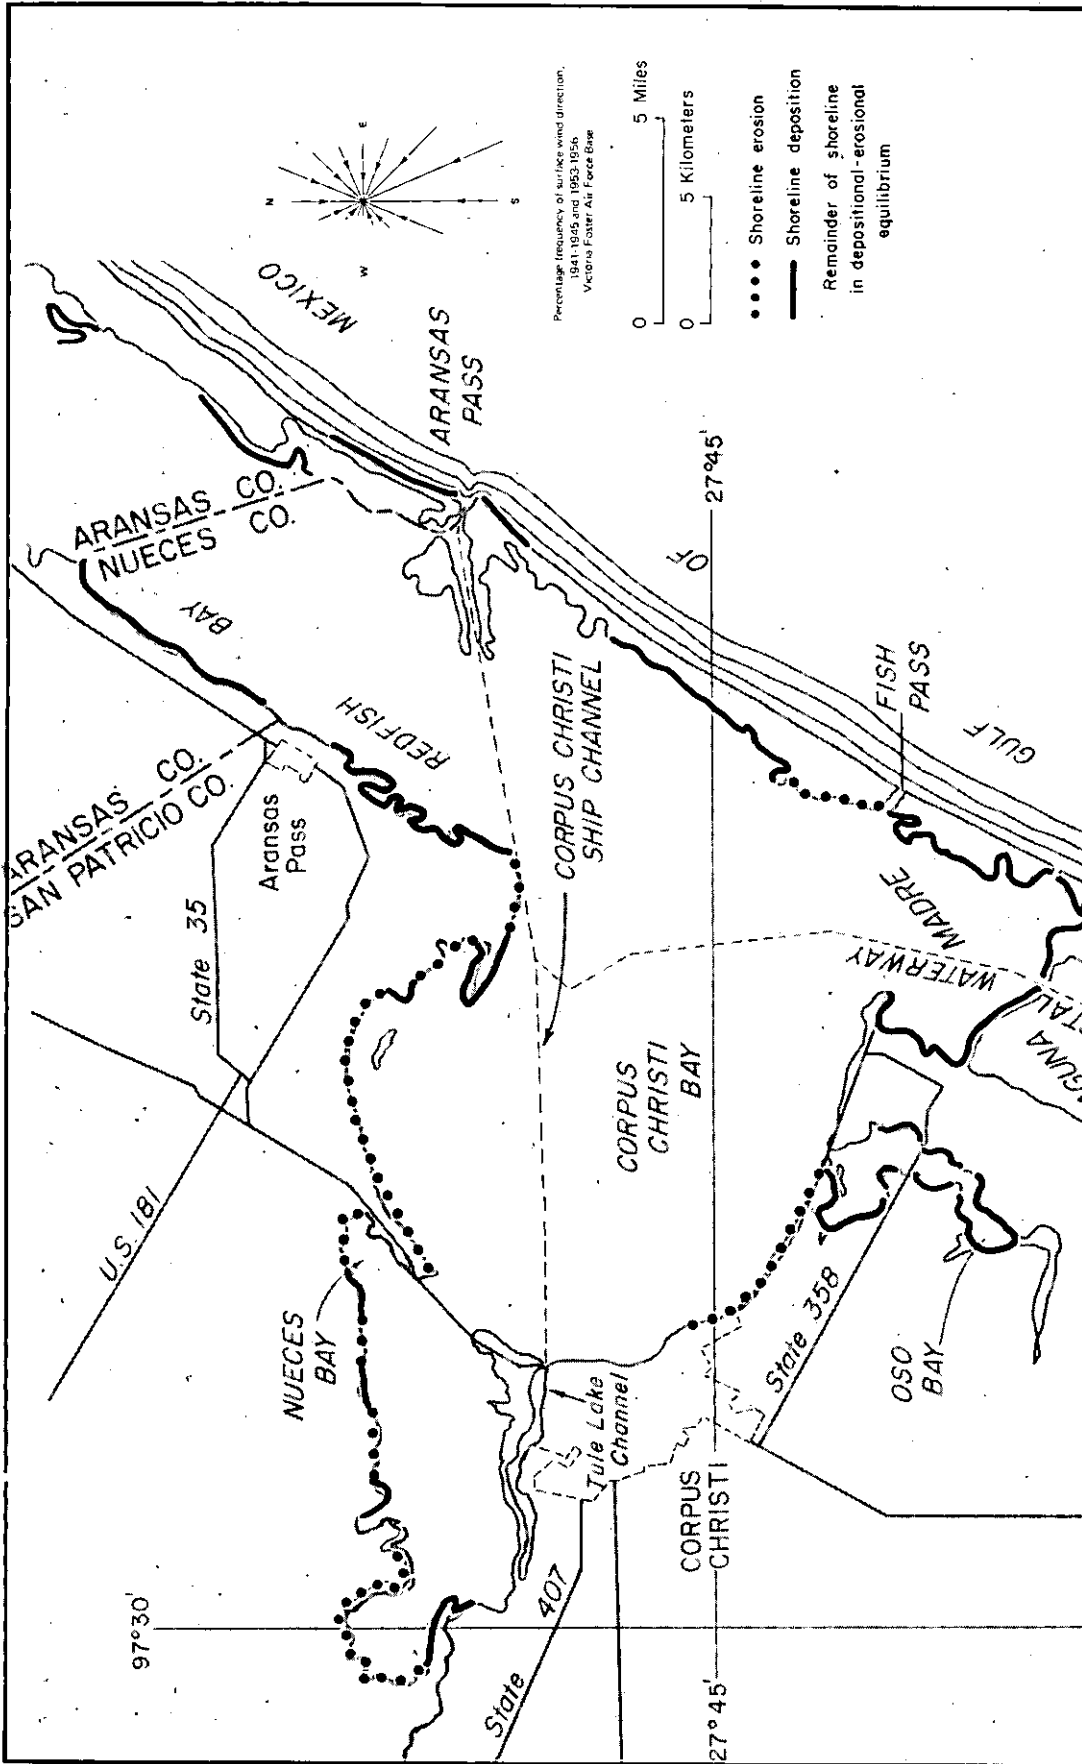 N
E
S
W
Percentage frequency of surface wind direction,
1941-1945 and 1953-1956
Victoria Foster Air Force Base
0
5 Miles
0
5 Kilometers
Shoreline erosion
Shoreline deposition
Remainder of shoreline
in depositional-erosional
equilibrium
MEXICO
OF
GULF
ARANSAS
PASS
27°45'
FISH
PASS
ARANSAS CO.
NUECES CO.
BAY
REDFISH
ARANSAS CO.
SAN PATRICIO CO.
Aransas
Pass
State 35
U.S. 181
CORPUS CHRISTI
SHIP CHANNEL
MADRE
WATERWAY
CORPUS
CHRISTI
BAY
NUECES
BAY
State 358
OSO
BAY
Tule Lake
Channel
CORPUS
CHRISTI
State 407
97°30'
27°45'